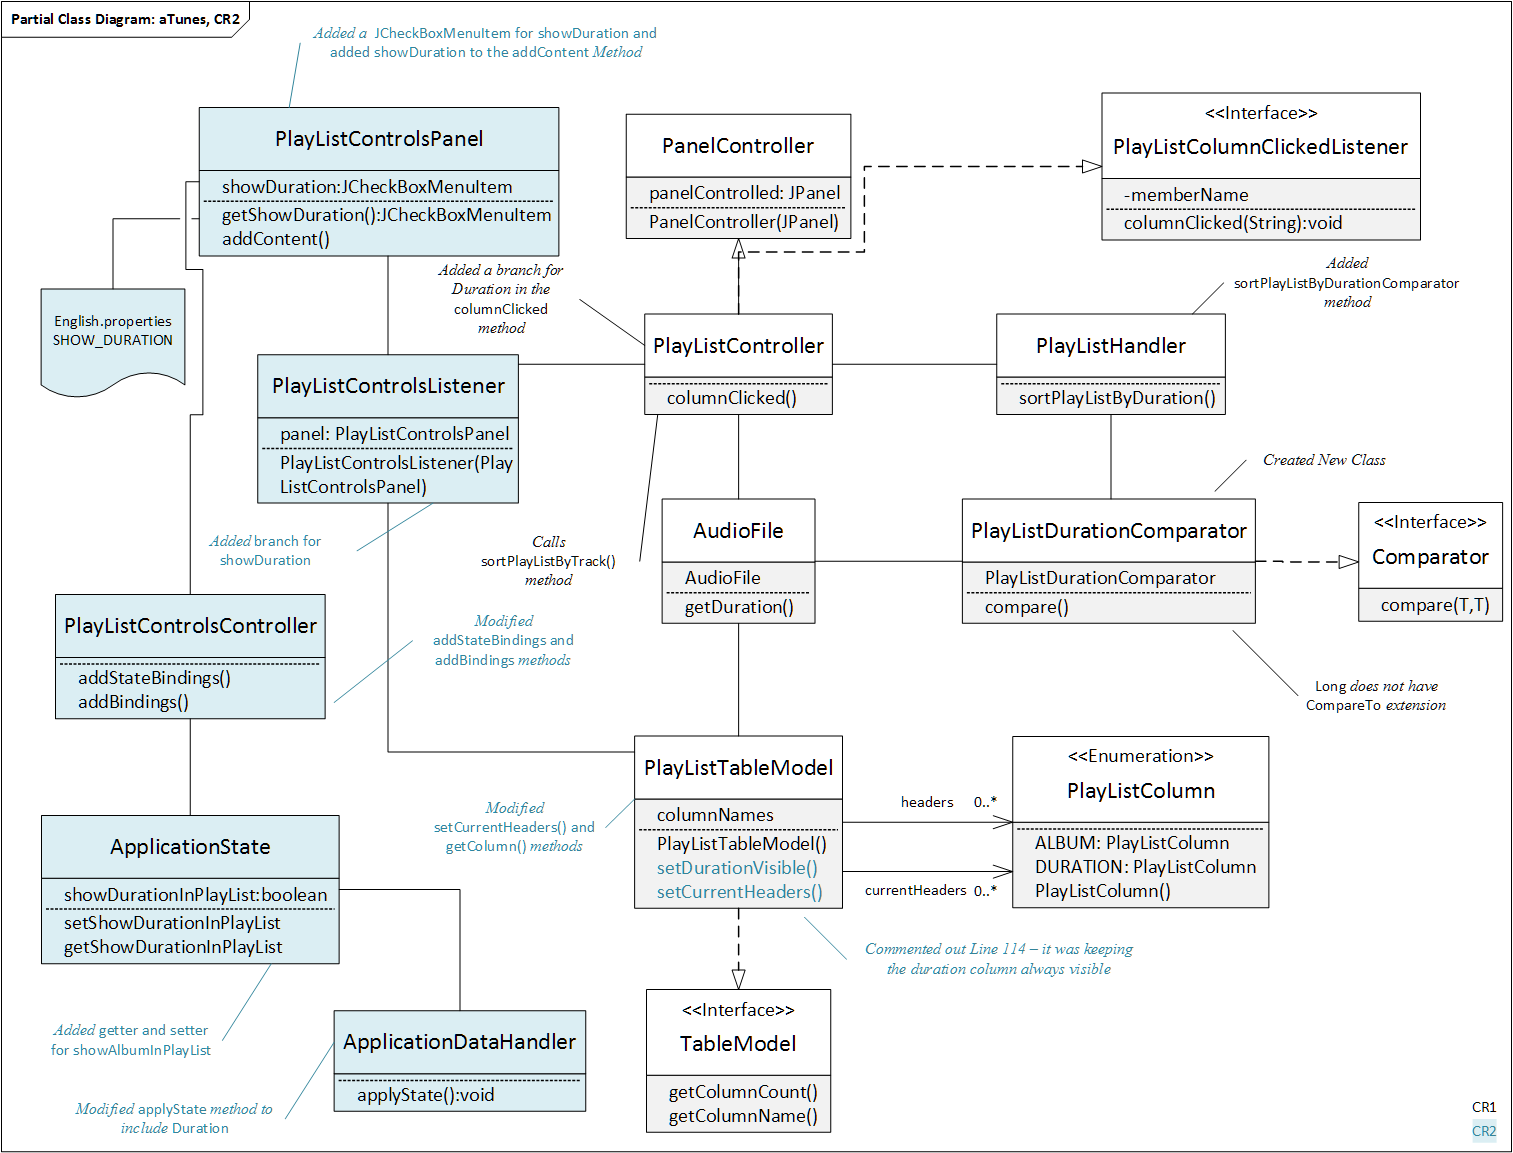 Partial Class Diagram: aTunes, CR2
Added a JCheckBoxMenuItem for showDuration and
added showDuration to the addContent Method
PlayListControlsPanel
showDuration:JCheckBoxMenuItem
getShowDuration():JCheckBoxMenuItem
addContent()
PanelController
panelControlled: JPanel
PanelController(JPanel)
<<Interface>>
PlayListColumnClickedListener
-memberName
columnClicked(String):void
English.properties
SHOW_DURATION
Added a branch for
Duration in the
columnClicked
method
Added
sortPlayListByDurationComparator
method
PlayListControlsListener
panel: PlayListControlsPanel
PlayListControlsListener(Play
ListControlsPanel)
PlayListController
columnClicked()
PlayListHandler
sortPlayListByDuration()
Added branch for
showDuration
Calls
sortPlayListByTrack()
method
AudioFile
AudioFile
getDuration()
Created New Class
PlayListDurationComparator
PlayListDurationComparator
compare()
<<Interface>>
Comparator
compare(T,T)
PlayListControlsController
addStateBindings()
addBindings()
Modified
addStateBindings and
addBindings methods
Long does not have
CompareTo extension
PlayListTableModel
columnNames
PlayListTableModel()
setDurationVisible()
setCurrentHeaders()
Modified
setCurrentHeaders() and
getColumn() methods
headers 0..*
currentHeaders 0..*
<<Enumeration>>
PlayListColumn
ALBUM: PlayListColumn
DURATION: PlayListColumn
PlayListColumn()
ApplicationState
showDurationInPlayList:boolean
setShowDurationInPlayList
getShowDurationInPlayList
Commented out Line 114 – it was keeping
the duration column always visible
Added getter and setter
for showAlbumInPlayList
ApplicationDataHandler
applyState():void
Modified applyState method to
include Duration
<<Interface>>
TableModel
getColumnCount()
getColumnName()
CR1
CR2